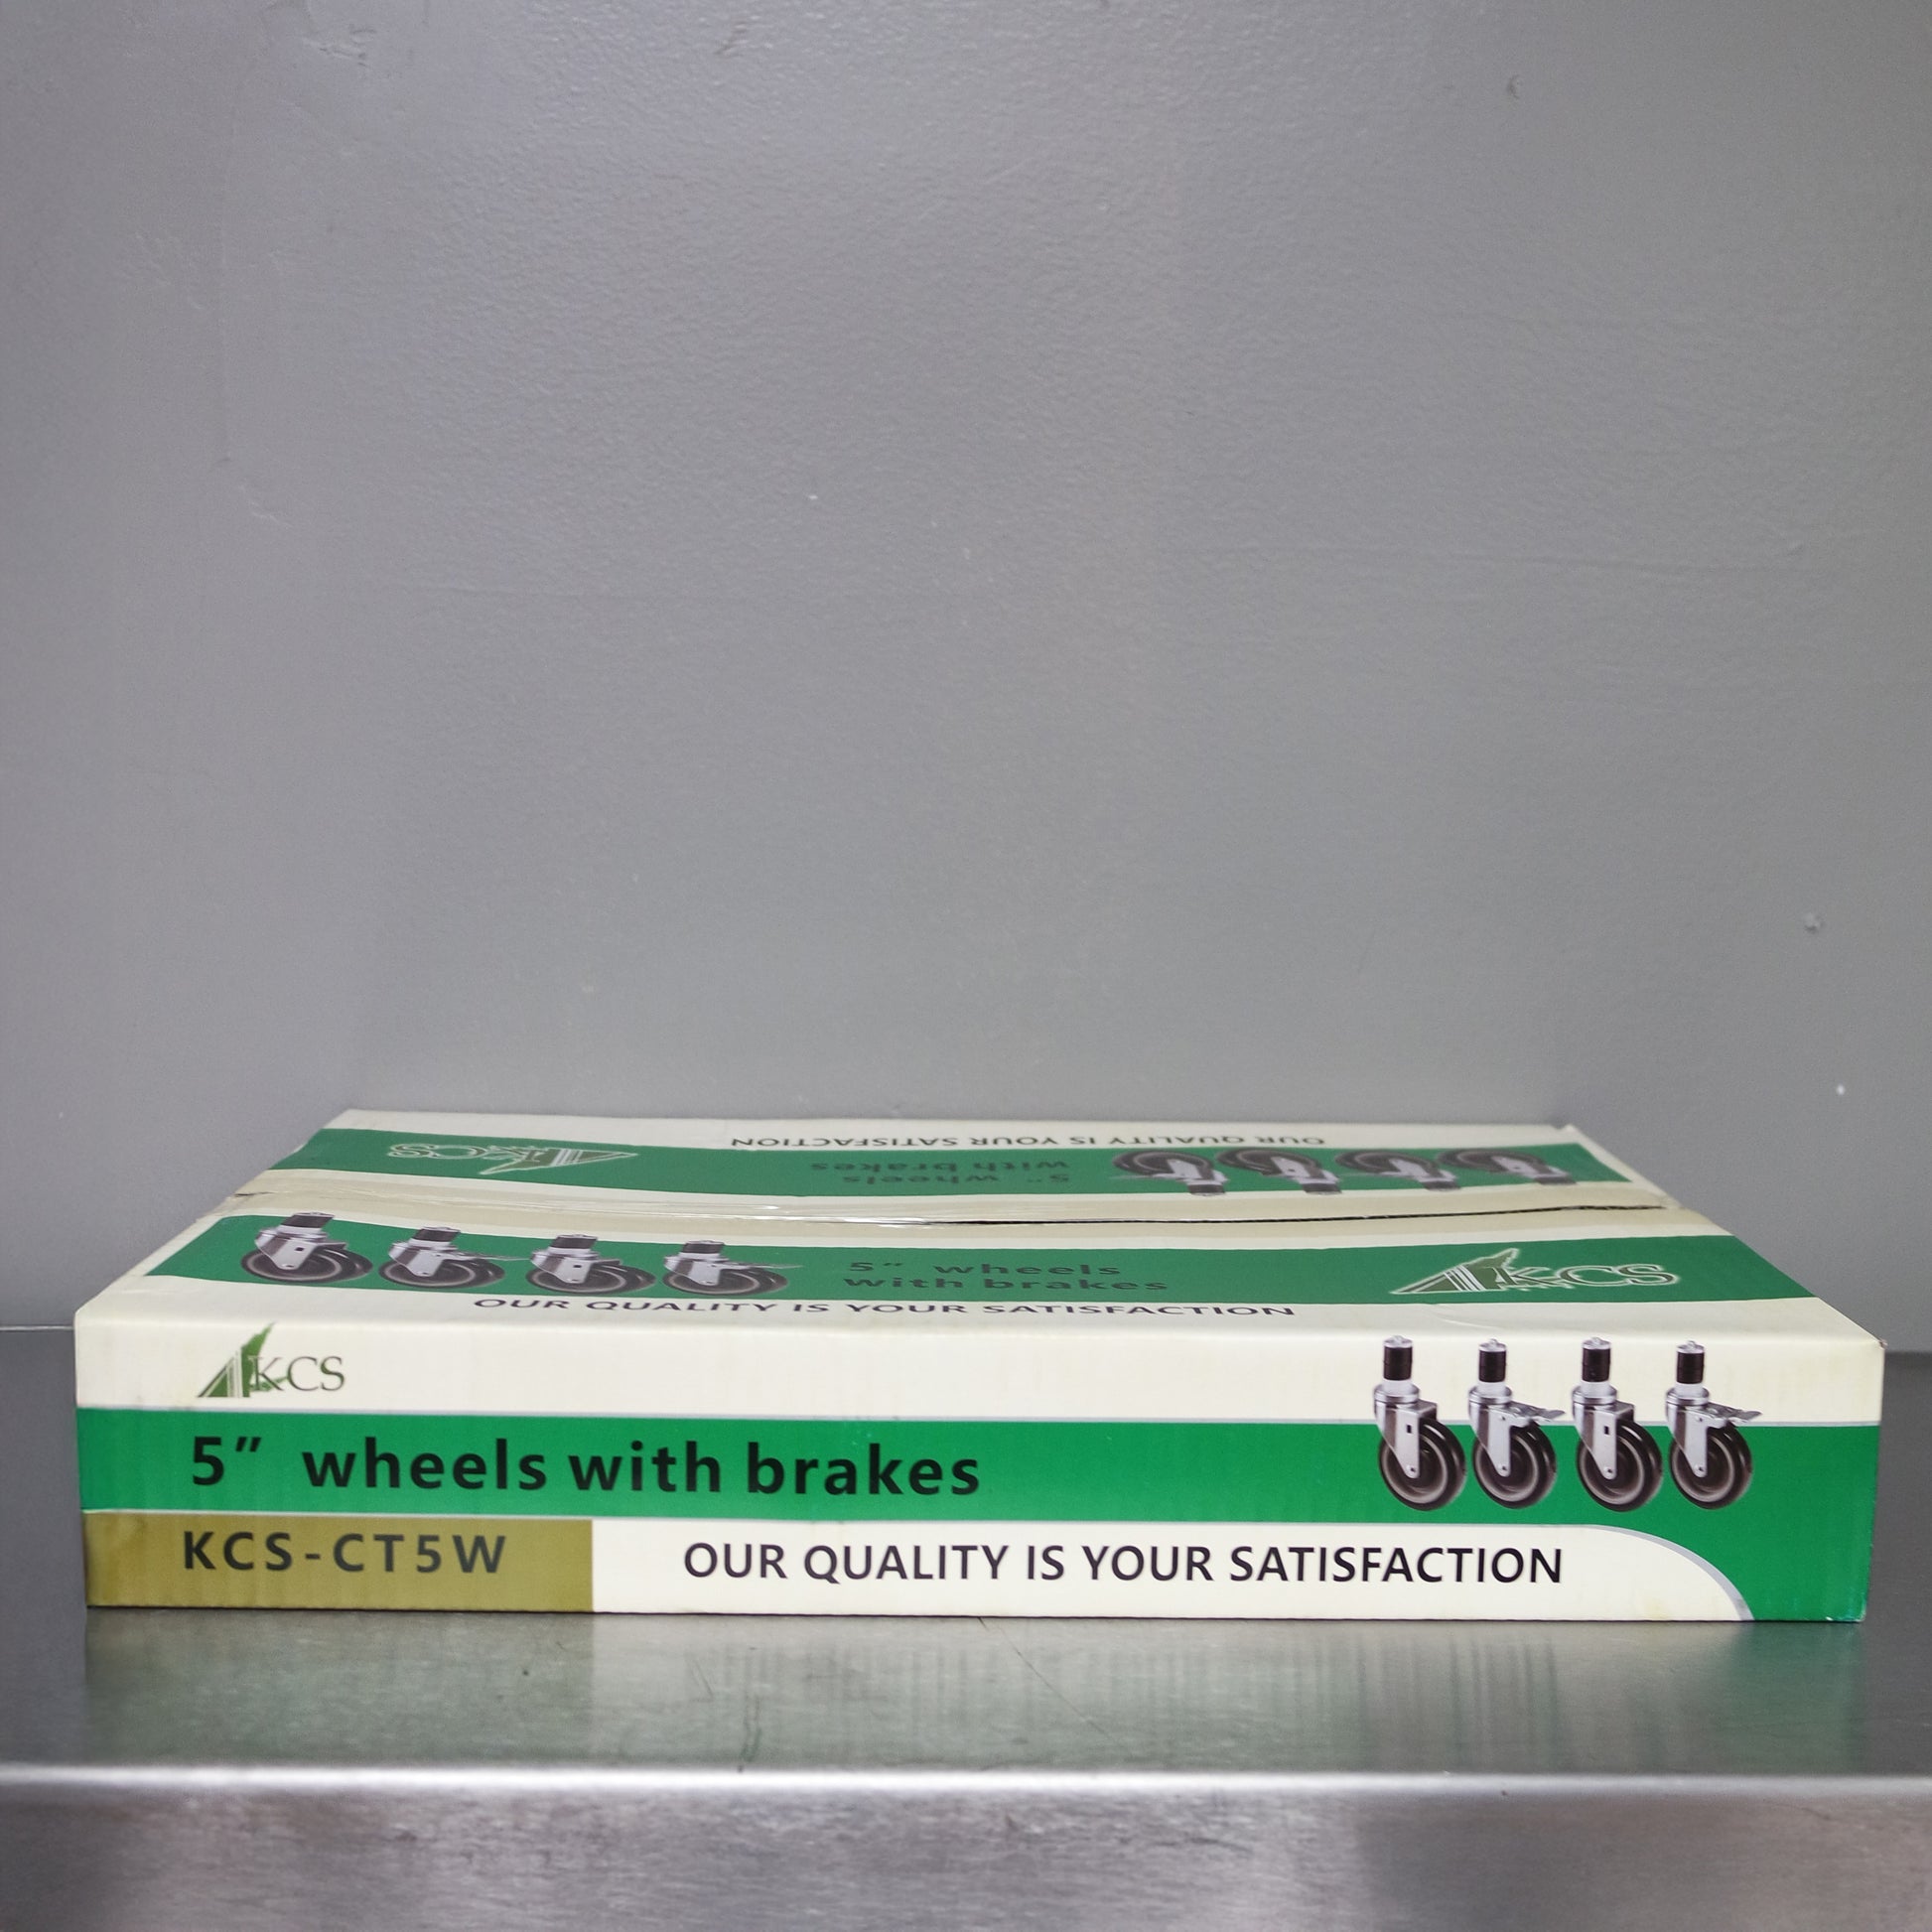 OUR QUALITY IS YOUR SATISFACTION
5" wheels
with brakes
KCS
5" wheels
with brakes
KCS
OUR QUALITY IS YOUR SATISFACTION
KCS
5" wheels with brakes
KCS-CT5W
OUR QUALITY IS YOUR SATISFACTION